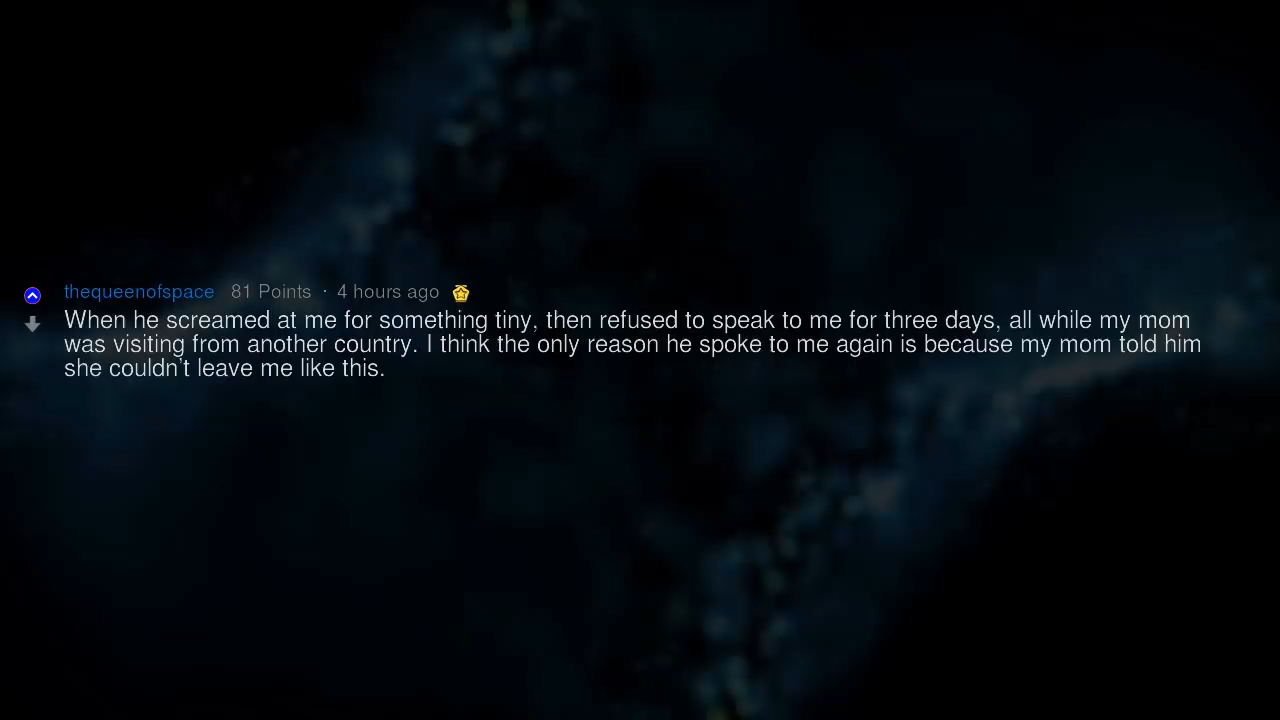 thequeenofspace 81 Points · 4 hours ago
When he screamed at me for something tiny, then refused to speak to me for three days, all while my mom
was visiting from another country. I think the only reason he spoke to me again is because my mom told him
she couldn't leave me like this.